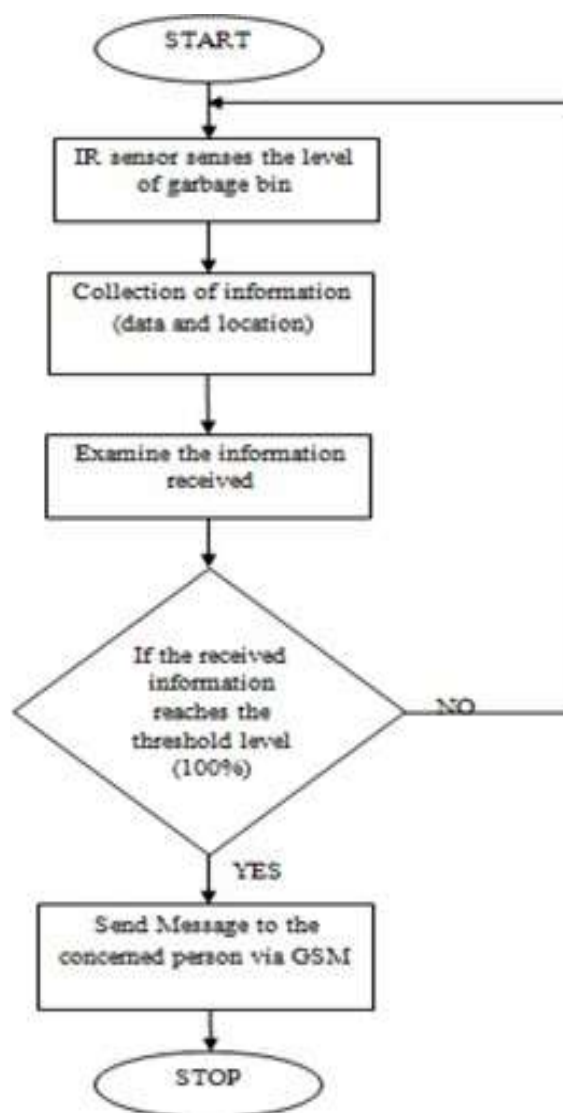 START
IR sensor senses the level
of garbage bin
Collection of information
(data and location)
Examine the information
received
If the received
information
reaches the
threshold level
(100%)
NO
YES
Send Message to the
concerned person via GSM
STOP